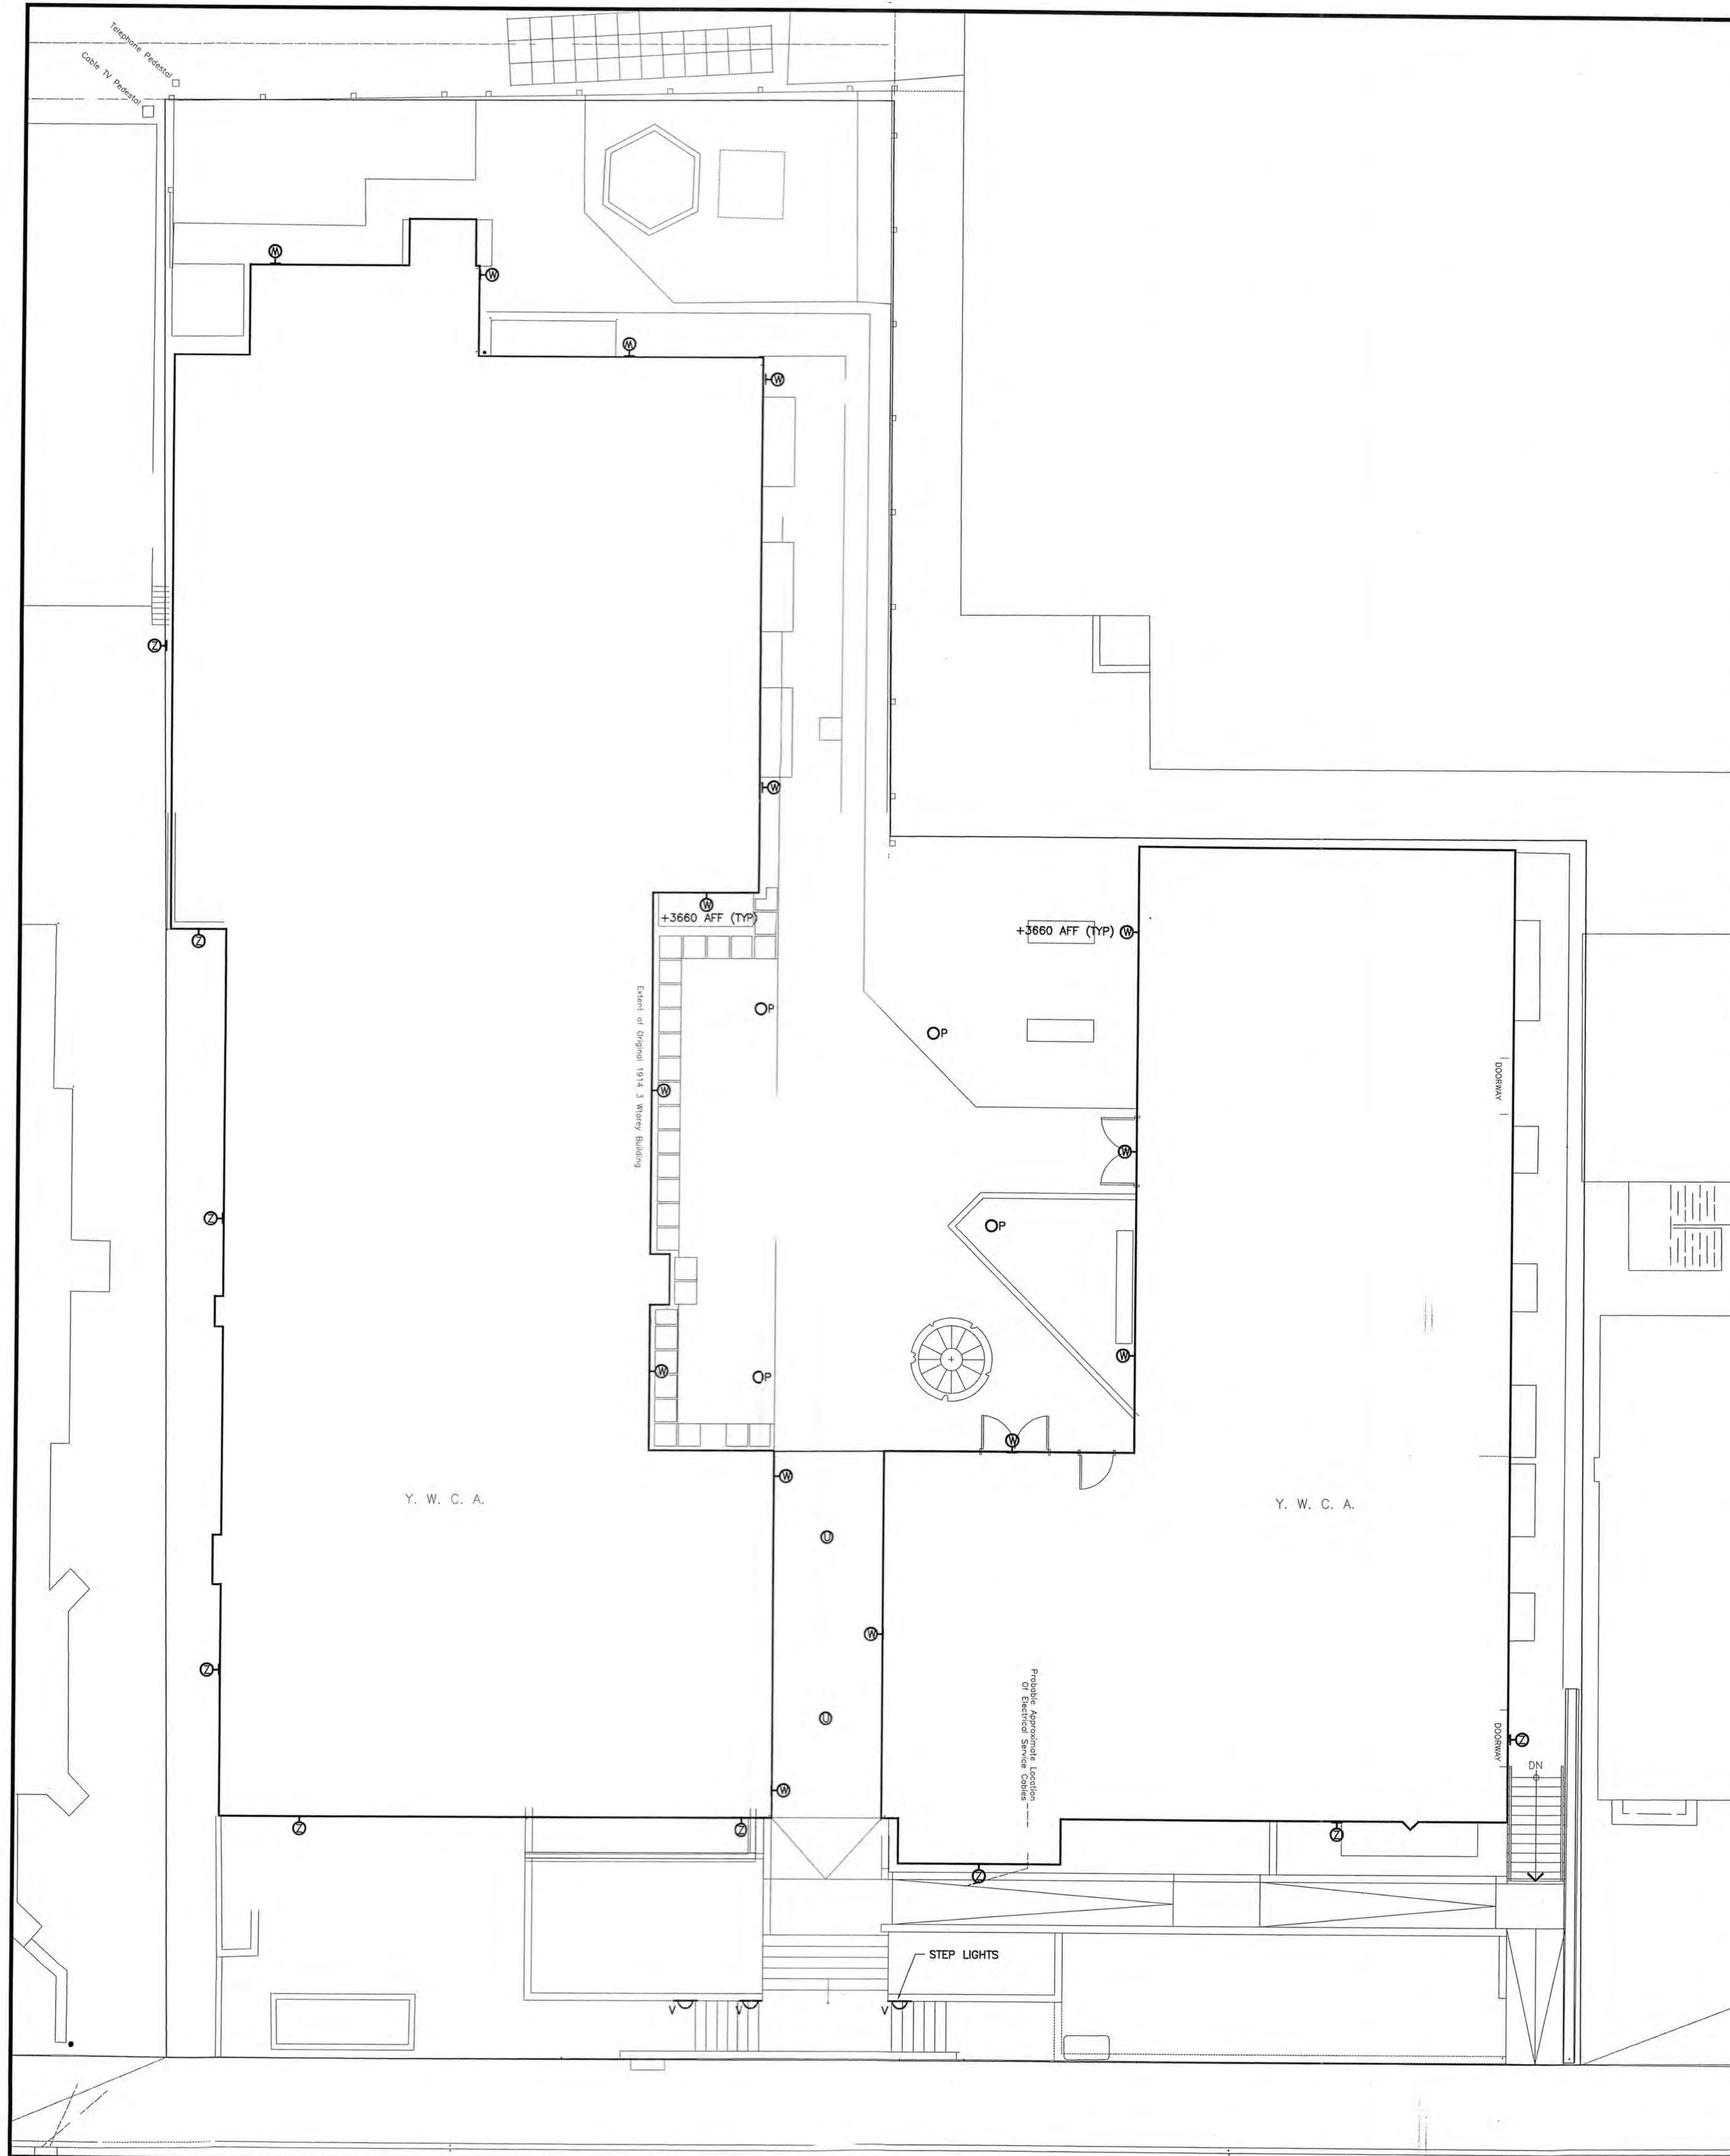 Telephone Pedestal
Cable TV Pedestal
W
W
W
W
Z
W
W
+3660 AFF (TYP)
+3660 AFF (TYP) W
Z
Extent of Original 1914 3 Wtorey Building
P
P
DOORWAY
W
W
Z
P
W
W
P
W
W
Y. W. C. A.
Y. W. C. A.
U
W
Z
Probable Approximate Location
Of Electrical Service Cables
U
DOORWAY
Z
DN
W
Z
Z
Z
Z
STEP LIGHTS
V
V
V